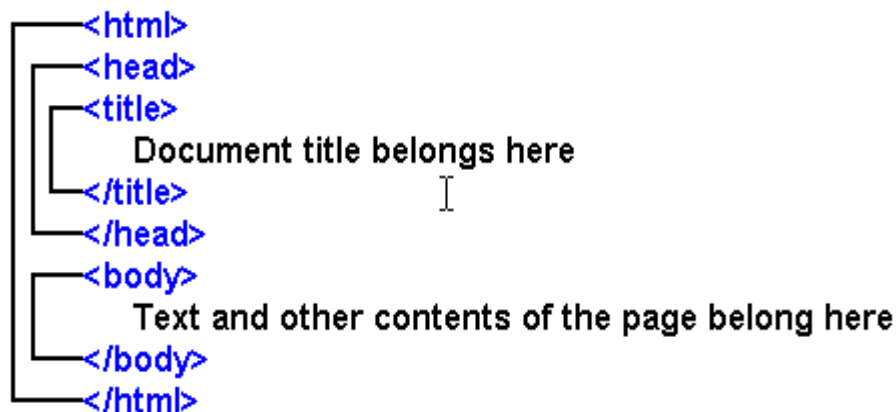 <html>
<head>
<title>
Document title belongs here
</title>
</head>
<body>
Text and other contents of the page belong here
</body>
</html>